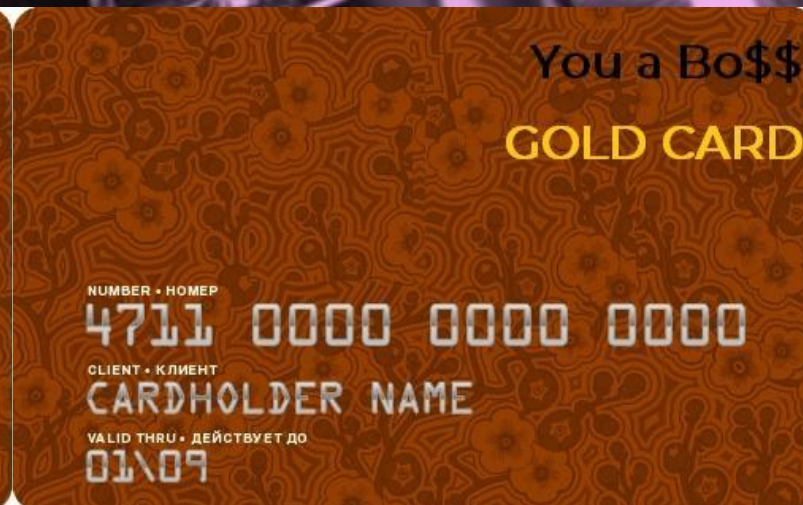 You a Bo$$
GOLD CARD
NUMBER • НОМЕР
4711 0000 0000 0000
CLIENT • КЛИЕНТ
CARDHOLDER NAME
VALID THRU • ДЕЙСТВУЕТ ДО
01\09